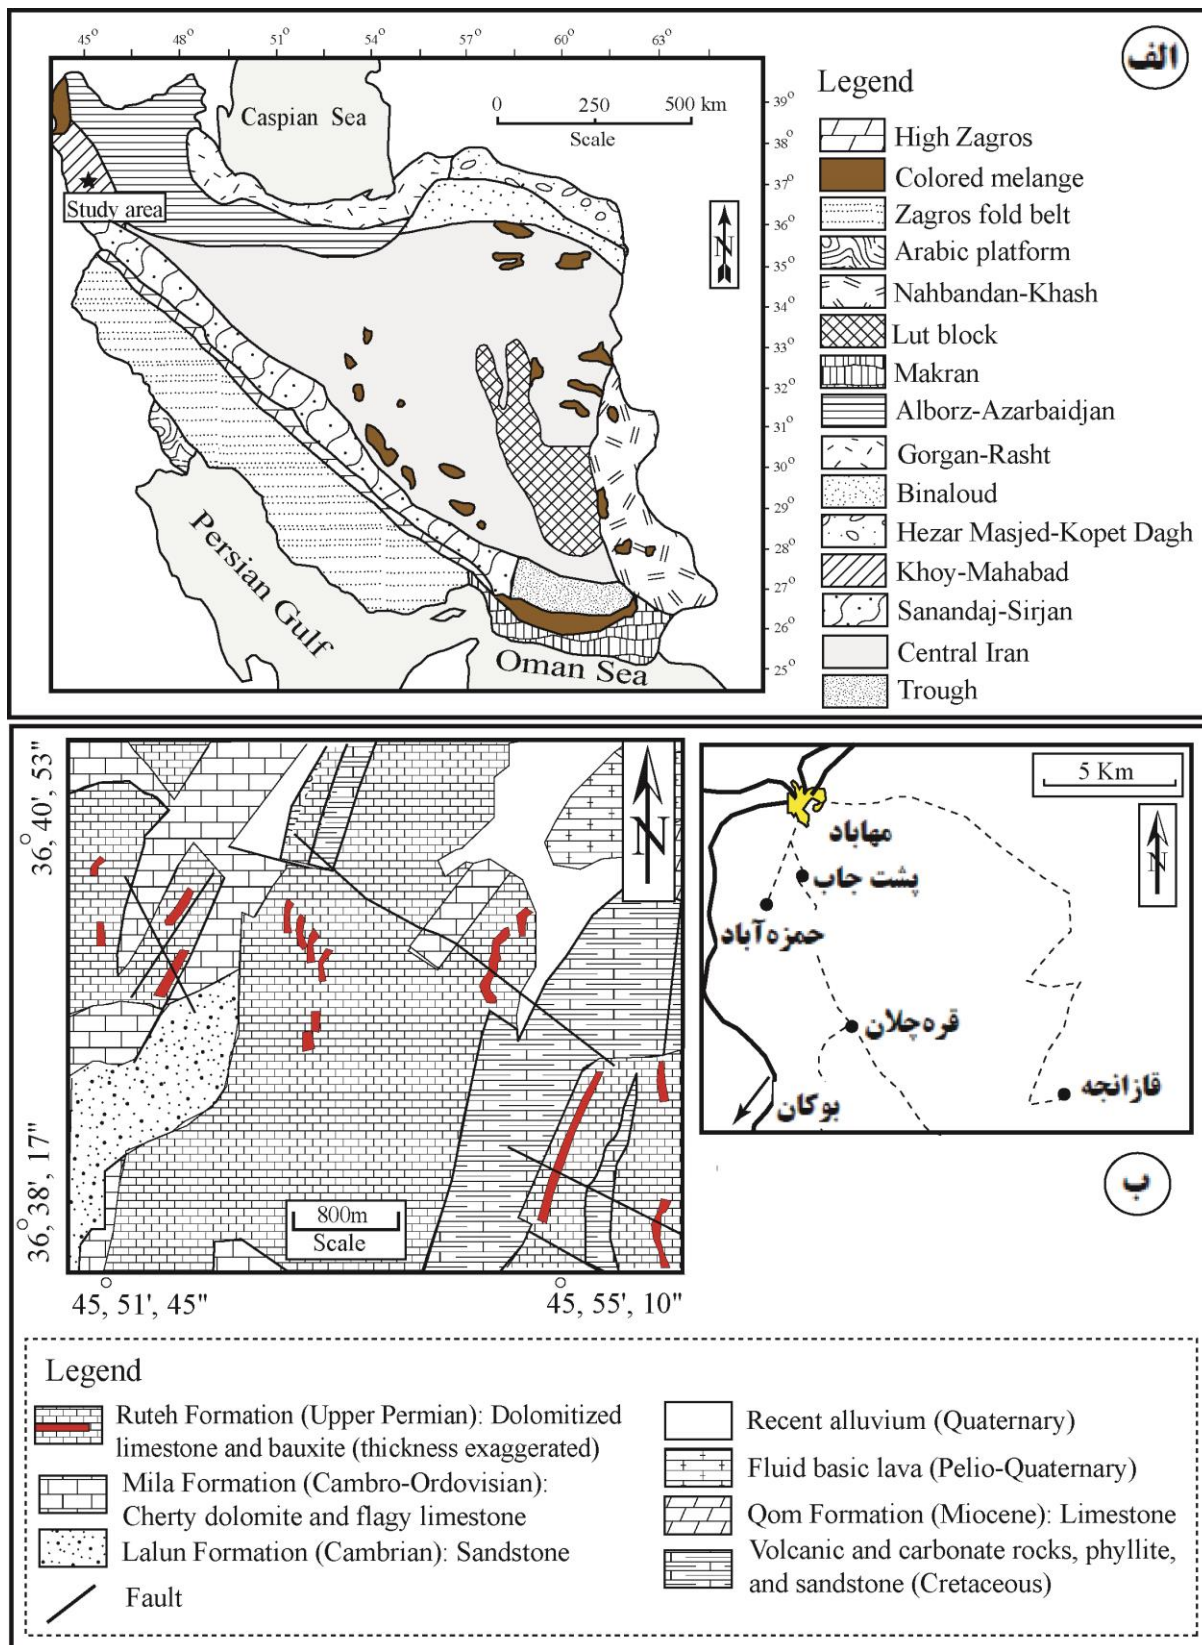 45° 48° 51° 54° 57° 60° 63°
الف
Caspian Sea
0 250 500 km
Scale
Study area
N
39°
38°
37°
36°
35°
34°
33°
32°
31°
30°
29°
28°
27°
26°
25°
Persian Gulf
Oman Sea
Legend
High Zagros
Colored melange
Zagros fold belt
Arabic platform
Nahbandan-Khash
Lut block
Makran
Alborz-Azarbaidjan
Gorgan-Rasht
Binaloud
Hezar Masjed-Kopet Dagh
Khoy-Mahabad
Sanandaj-Sirjan
Central Iran
Trough
36°, 40', 53"
36°, 38', 17"
N
800m
Scale
45°, 51', 45"
45°, 55', 10"
5 Km
N
مهاباد
پشت جاب
حمزه‌آباد
قره‌چلان
قازانجه
بوکان
ب
Legend
Ruteh Formation (Upper Permian): Dolomitized
limestone and bauxite (thickness exaggerated)
Mila Formation (Cambro-Ordovisian):
Cherty dolomite and flagy limestone
Lalun Formation (Cambrian): Sandstone
Fault
Recent alluvium (Quaternary)
Fluid basic lava (Pelio-Quaternary)
Qom Formation (Miocene): Limestone
Volcanic and carbonate rocks, phyllite,
and sandstone (Cretaceous)